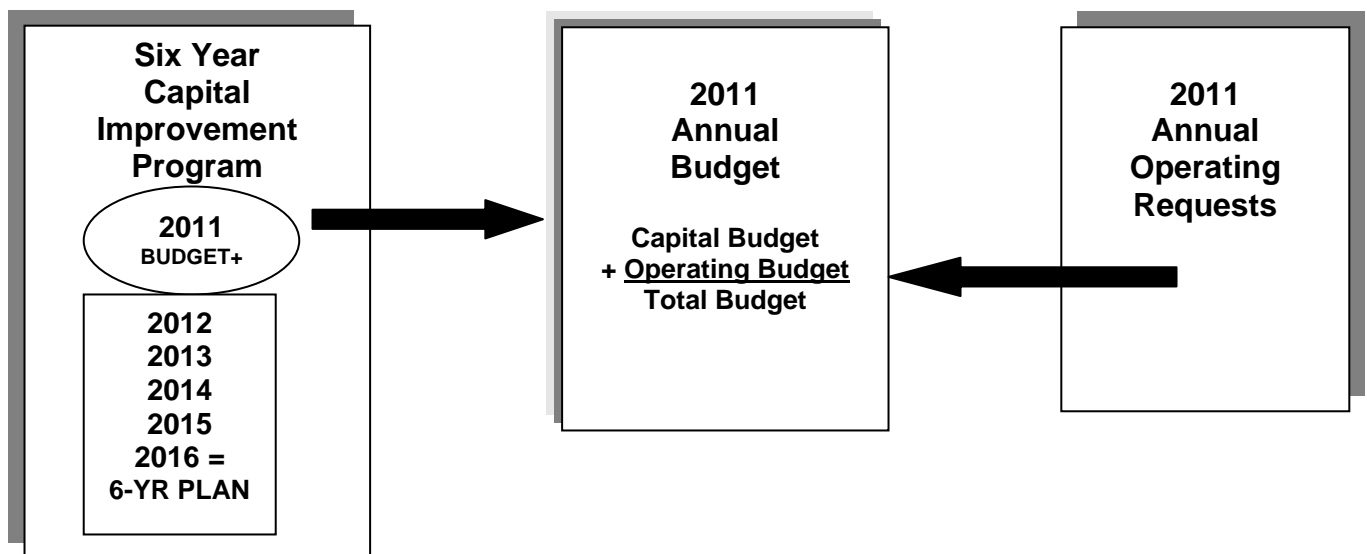 Six Year
Capital
Improvement
Program
2011
BUDGET+
2012
2013
2014
2015
2016 =
6-YR PLAN
2011
Annual
Budget
Capital Budget
+ Operating Budget
Total Budget
2011
Annual
Operating
Requests